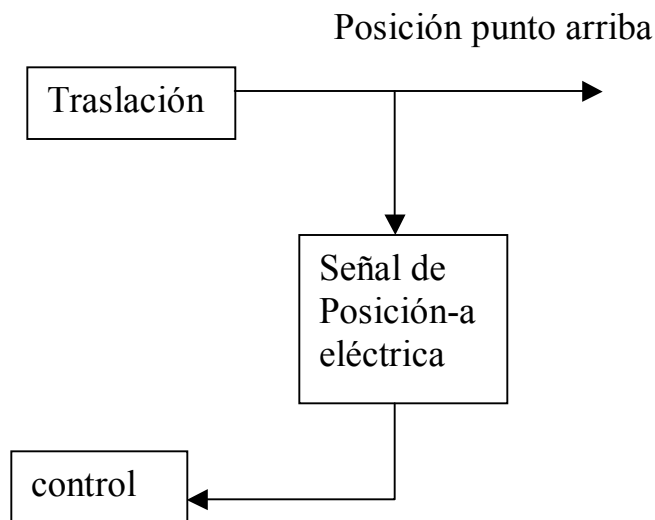 Posición punto arriba
Traslación
Señal de
Posición-a
eléctrica
control